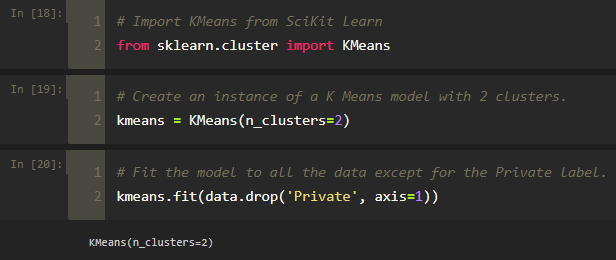 In [18]:
1 # Import KMeans from SciKit Learn
2 from sklearn.cluster import KMeans
In [19]:
1 # Create an instance of a K Means model with 2 clusters.
2 kmeans = KMeans(n_clusters=2)
In [20]:
1 # Fit the model to all the data except for the Private label.
2 kmeans.fit(data.drop('Private', axis=1))
KMeans(n_clusters=2)